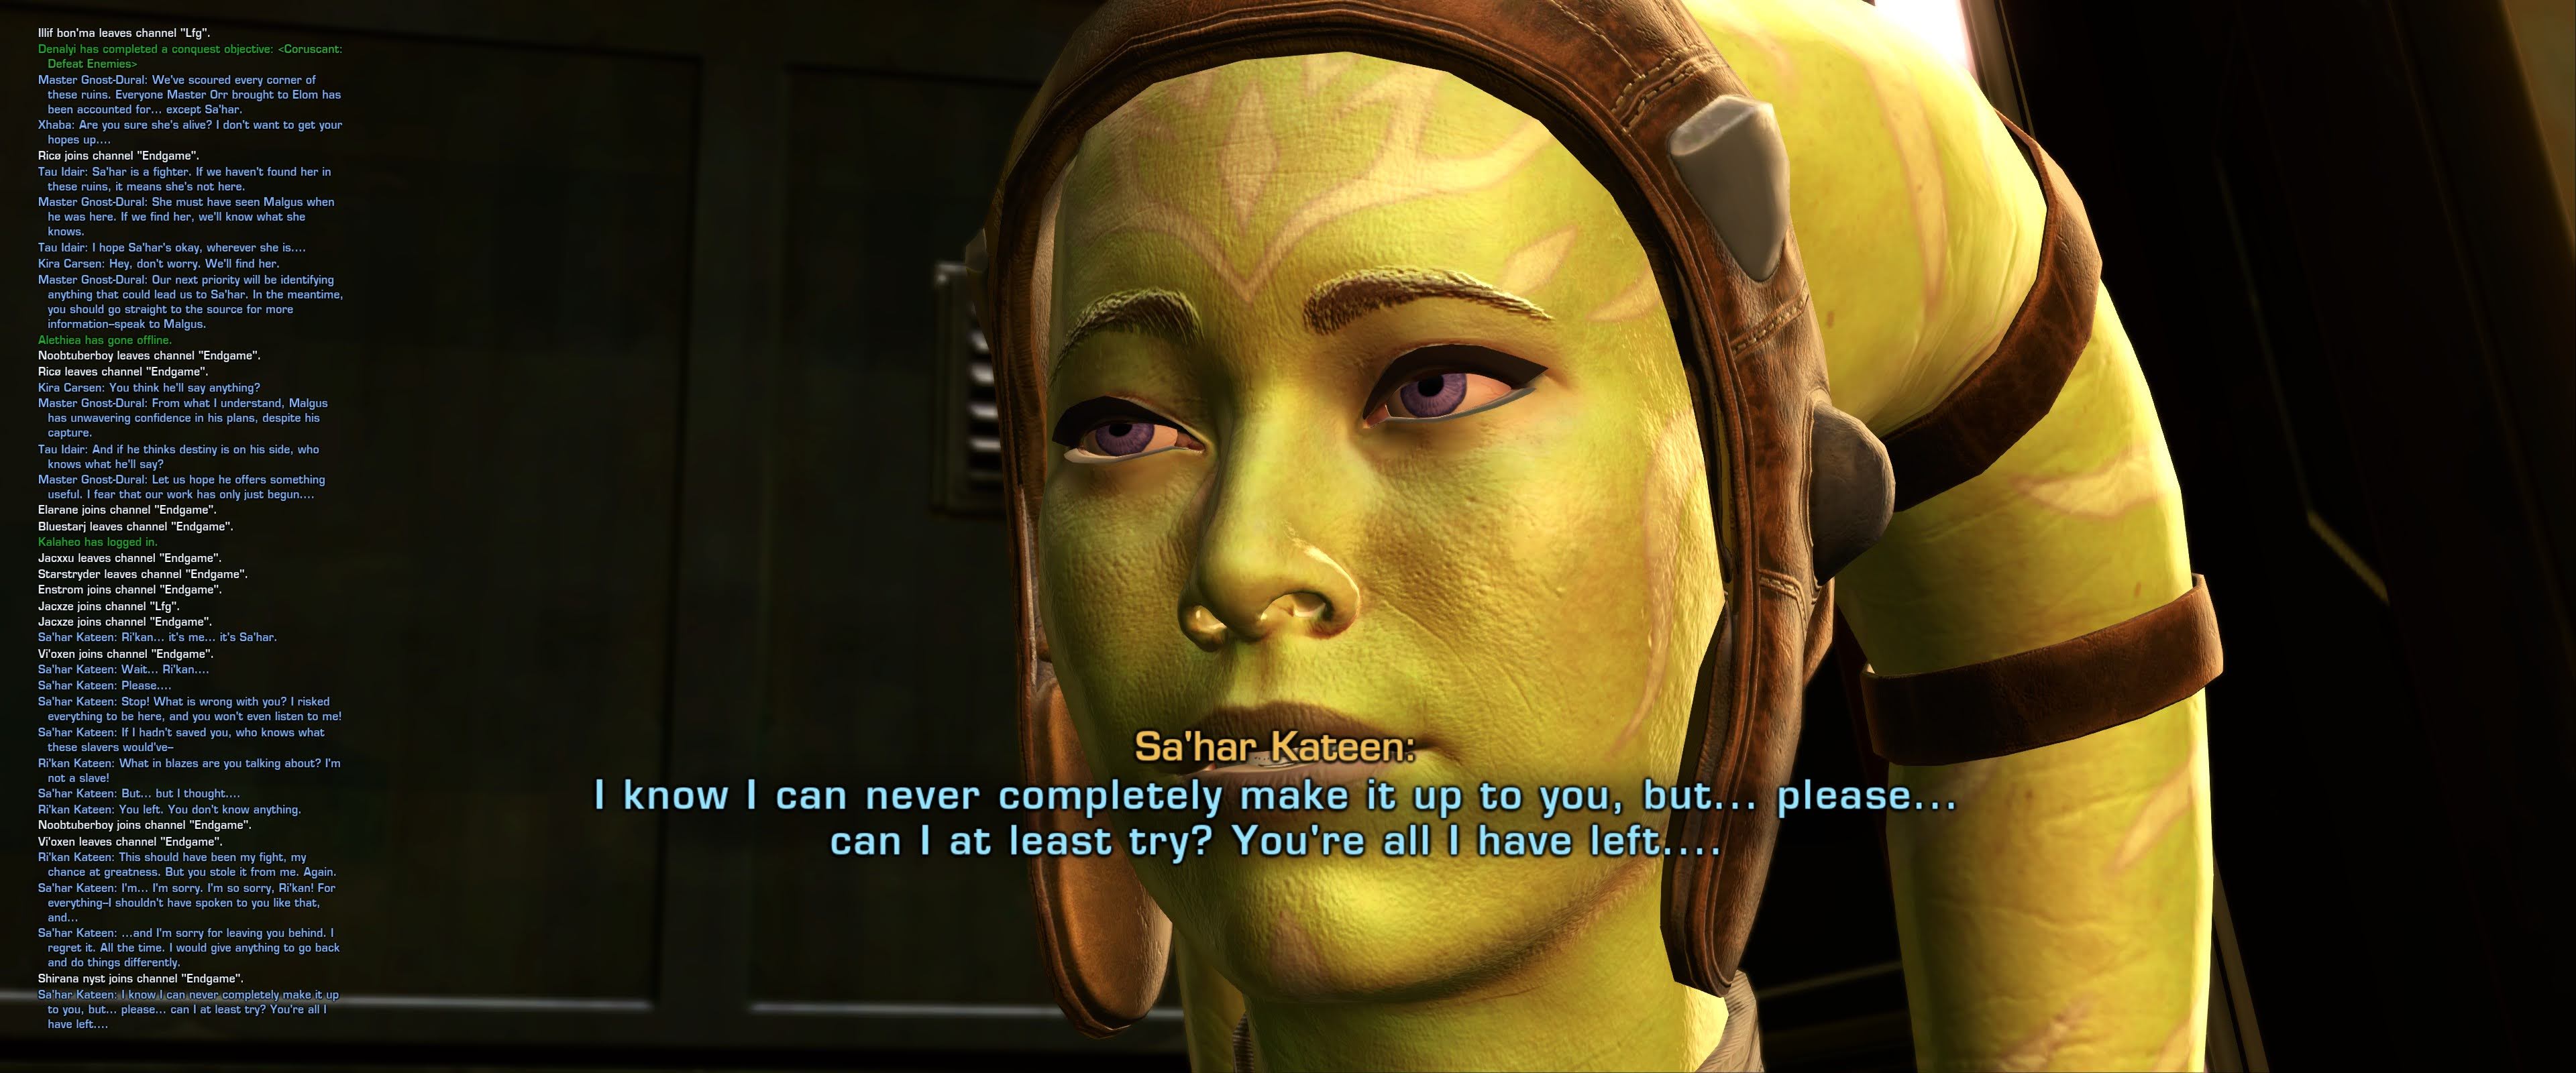 Illif bon'ma leaves channel "Lfg".
Denalyi has completed a conquest objective: <Coruscant:
Defeat Enemies>
Master Gnost-Dural: We've scoured every corner of
these ruins. Everyone Master Orr brought to Elom has
been accounted for... except Sa'har.
Xhaba: Are you sure she's alive? I don't want to get your
hopes up....
Ricø joins channel "Endgame".
Tau Idair: Sa'har is a fighter. If we haven't found her in
these ruins, it means she's not here.
Master Gnost-Dural: She must have seen Malgus when
he was here. If we find her, we'll know what she
knows.
Tau Idair: I hope Sa'har's okay, wherever she is....
Kira Carsen: Hey, don't worry. We'll find her.
Master Gnost-Dural: Our next priority will be identifying
anything that could lead us to Sa'har. In the meantime,
you should go straight to the source for more
information–speak to Malgus.
Alethiea has gone offline.
Noobtuberboy leaves channel "Endgame".
Ricø leaves channel "Endgame".
Kira Carsen: You think he'll say anything?
Master Gnost-Dural: From what I understand, Malgus
has unwavering confidence in his plans, despite his
capture.
Tau Idair: And if he thinks destiny is on his side, who
knows what he'll say?
Master Gnost-Dural: Let us hope he offers something
useful. I fear that our work has only just begun....
Elarane joins channel "Endgame".
Bluestarj leaves channel "Endgame".
Kalaheo has logged in.
Jacxxu leaves channel "Endgame".
Starstryder leaves channel "Endgame".
Enstrom joins channel "Endgame".
Jacxze joins channel "Lfg".
Jacxze joins channel "Endgame".
Sa'har Kateen: Ri'kan... it's me... it's Sa'har.
Vi'oxen joins channel "Endgame".
Sa'har Kateen: Wait... Ri'kan....
Sa'har Kateen: Please....
Sa'har Kateen: Stop! What is wrong with you? I risked
everything to be here, and you won't even listen to me!
Sa'har Kateen: If I hadn't saved you, who knows what
these slavers would've–
Ri'kan Kateen: What in blazes are you talking about? I'm
not a slave!
Sa'har Kateen: But... but I thought....
Ri'kan Kateen: You left. You don't know anything.
Noobtuberboy joins channel "Endgame".
Vi'oxen leaves channel "Endgame".
Ri'kan Kateen: This should have been my fight, my
chance at greatness. But you stole it from me. Again.
Sa'har Kateen: I'm... I'm sorry. I'm so sorry, Ri'kan! For
everything–I shouldn't have spoken to you like that,
and...
Sa'har Kateen: ...and I'm sorry for leaving you behind. I
regret it. All the time. I would give anything to go back
and do things differently.
Shirana nyst joins channel "Endgame".
Sa'har Kateen: I know I can never completely make it up
to you, but... please... can I at least try? You're all I
have left....
Sa'har Kateen:
I know I can never completely make it up to you, but... please...
can I at least try? You're all I have left....